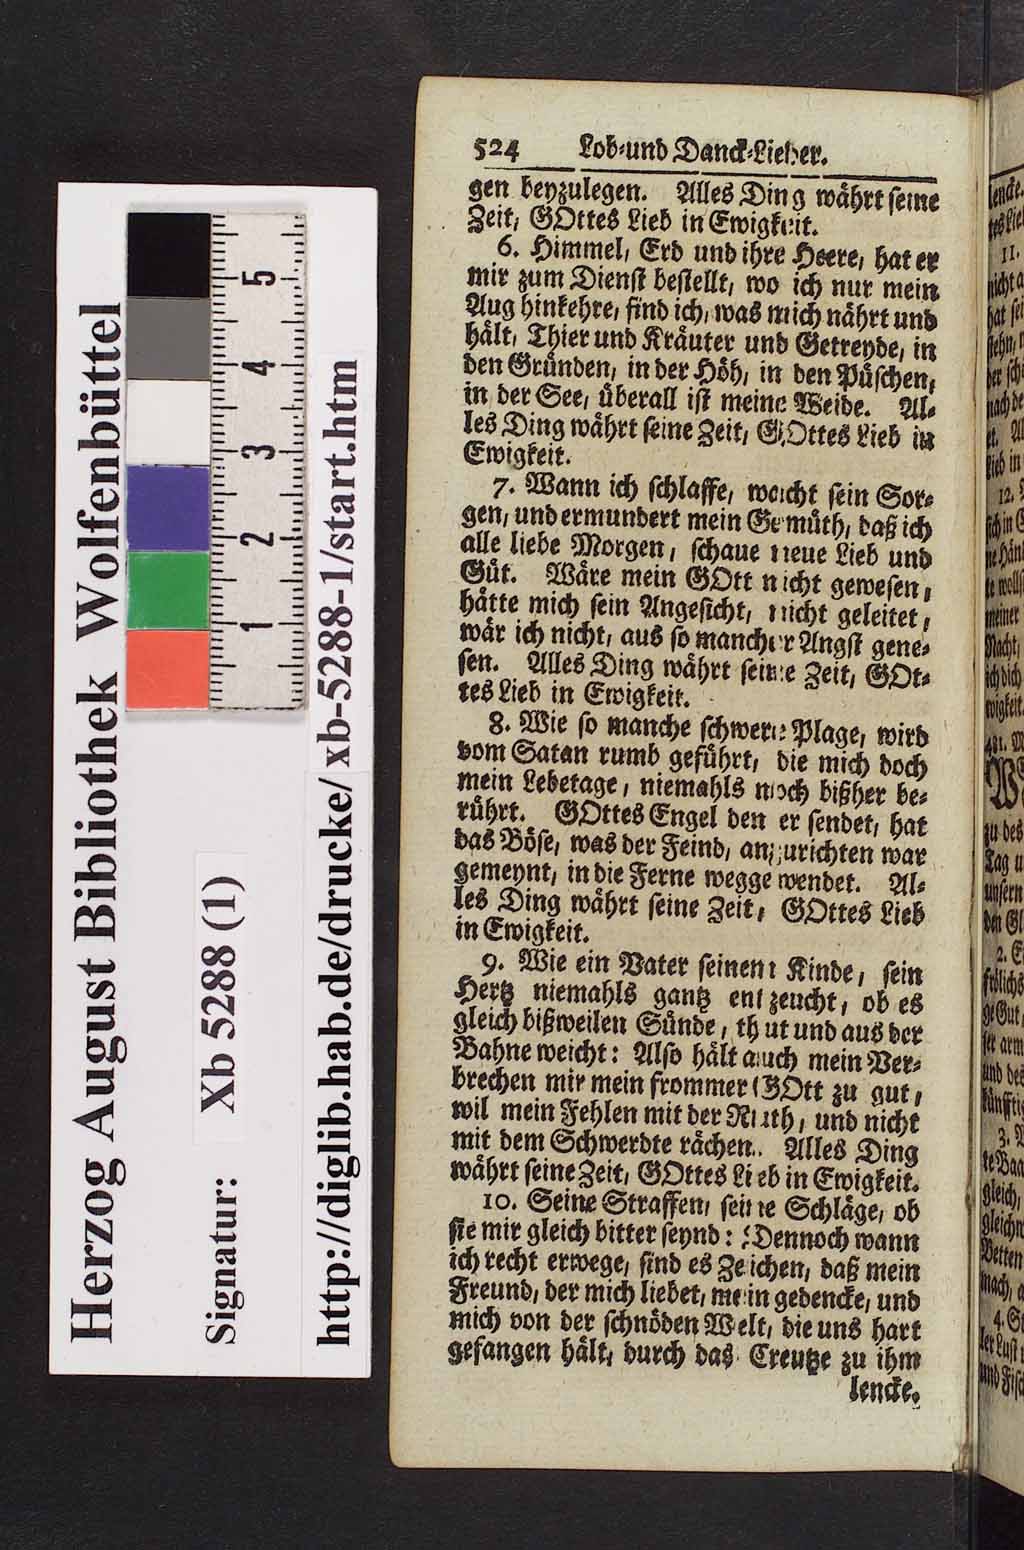 524 Lob-und Danck-Lieder.
gen beyzulegen. Alles Ding währt seine
Zeit, GOttes Lieb in Ewigkeit.
6. Himmel, Erd und ihre Heere, hat er
mir zum Dienst bestellt, wo ich nur mein
Aug hinkehre, find ich, was mich nährt und
hält, Thier und Kräuter und Getreyde, in
den Gründen, in der Höh, in den Püschen,
in der See, überall ist meine Weide. Al-
les Ding währt seine Zeit, GOttes Lieb in
Ewigkeit.
7. Wann ich schlaffe, wacht sein Sor-
gen, und ermundert mein Gemüth, daß ich
alle liebe Morgen, schaue neue Lieb und
Güt. Wäre mein GOtt nicht gewesen,
hätte mich sein Angesicht, nicht geleitet,
wär ich nicht, aus so mancher Angst gene-
sen. Alles Ding währt seine Zeit, GOt-
tes Lieb in Ewigkeit.
8. Wie so manche schwere Plage, wird
vom Satan rumb geführt, die mich doch
mein Lebetage, niemahls noch bißher be-
rührt. GOttes Engel den er sendet, hat
das Böse, was der Feind, anzurichten war
gemeynt, in die Ferne weggewendet. Al-
les Ding währt seine Zeit, GOttes Lieb
in Ewigkeit.
9. Wie ein Vater seinem Kinde, sein
Hertz niemahls gantz entzeucht, ob es
gleich bißweilen Sünde, thut und aus der
Bahne weicht: Also hält auch mein Ver-
brechen mir mein frommer GOtt zu gut,
wil mein Fehlen mit der Ruth, und nicht
mit dem Schwerdte rächen. Alles Ding
währt seine Zeit, GOttes Lieb in Ewigkeit.
10. Seine Straffen, seine Schläge, ob
sie mir gleich bitter seynd: Dennoch wann
ich recht erwege, sind es Zeichen, daß mein
Freund, der mich liebet, mein gedencke, und
mich von der schnöden Welt, die uns hart
gefangen hält, durch das Creutze zu ihm
lencke.
Herzog August Bibliothek Wolfenbüttel
Signatur: Xb 5288 (1)
http://diglib.hab.de/drucke/xb-5288-1/start.htm
1 2 3 4 5